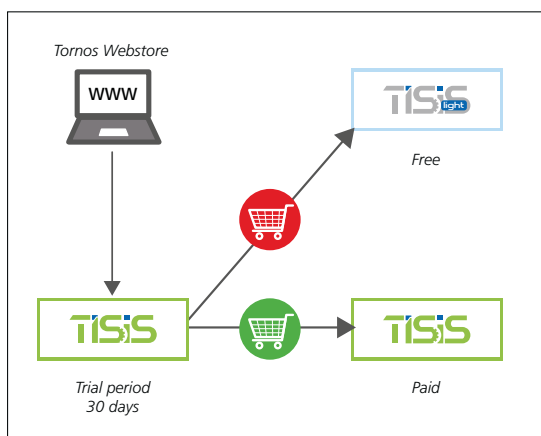 Tornos Webstore
www
TISIS
light
Free
TISIS
Trial period
30 days
TISIS
Paid